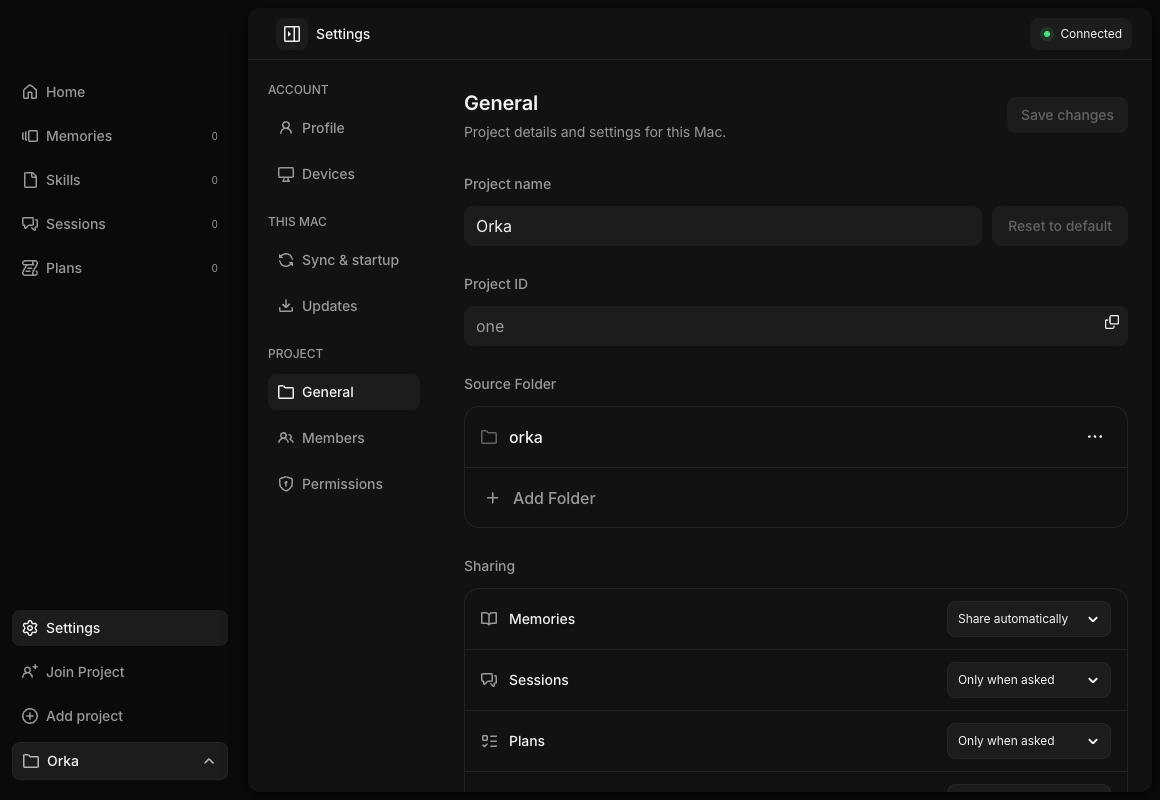 Settings
Connected
Home
Memories 0
Skills 0
Sessions 0
Plans 0
Settings
Join Project
Add project
Orka
ACCOUNT
Profile
Devices
THIS MAC
Sync & startup
Updates
PROJECT
General
Members
Permissions
General
Project details and settings for this Mac.
Save changes
Project name
Orka
Reset to default
Project ID
one
Source Folder
orka
Add Folder
Sharing
Memories Share automatically
Sessions Only when asked
Plans Only when asked